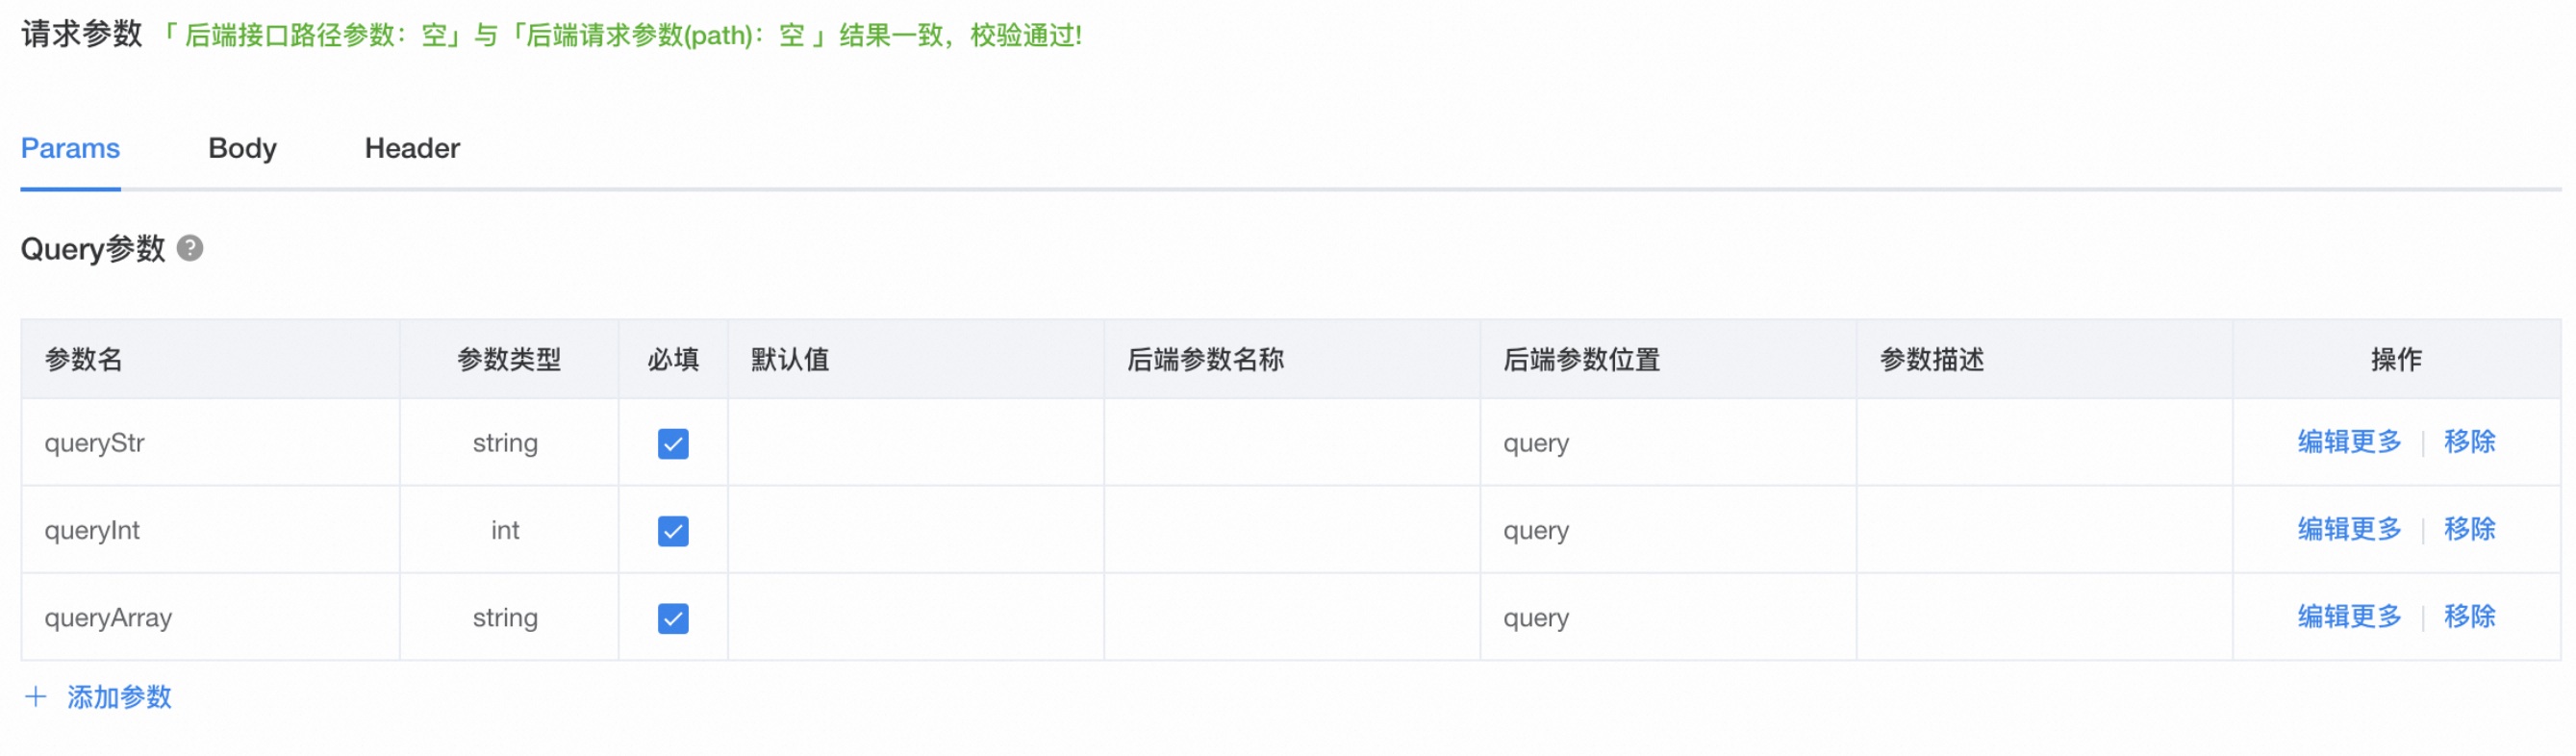 请求参数 「 后端接口路径参数：空」与「后端请求参数(path)：空 」结果一致，校验通过!
Params Body Header
Query参数 ?
参数名 参数类型 必填 默认值 后端参数名称 后端参数位置 参数描述 操作
queryStr string query 编辑更多 | 移除
queryInt int query 编辑更多 | 移除
queryArray string query 编辑更多 | 移除
+ 添加参数